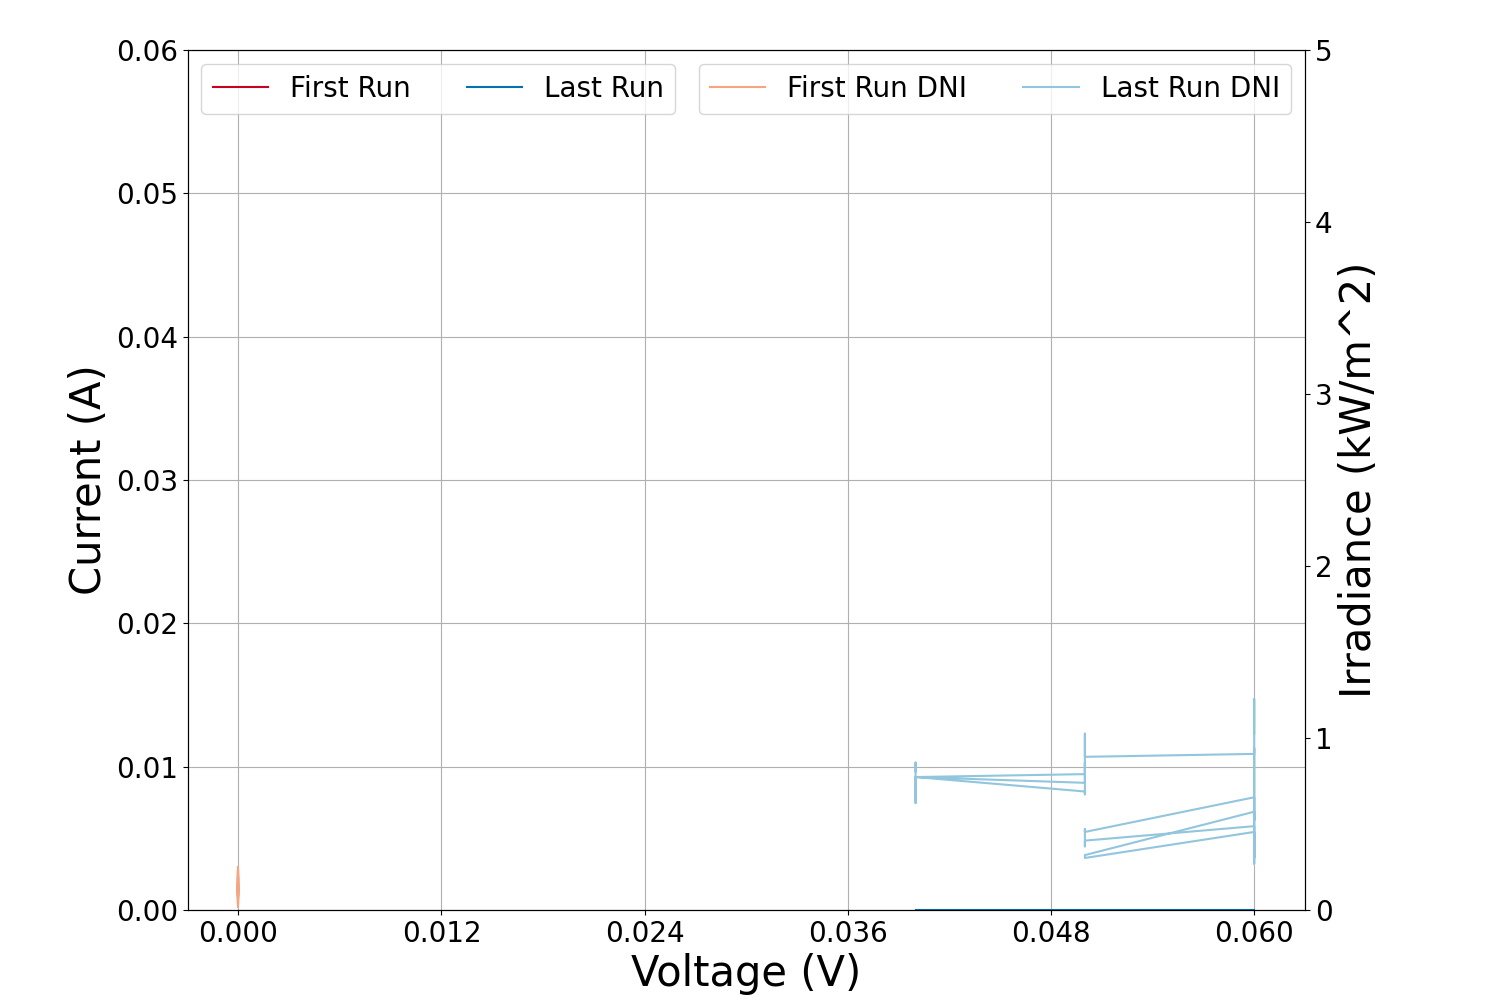 First Run
Last Run
First Run DNI
Last Run DNI
0.06
0.05
0.04
0.03
0.02
0.01
0.00
Current (A)
5
4
3
2
1
0
Irradiance (kW/m^2)
0.000
0.012
0.024
0.036
0.048
0.060
Voltage (V)